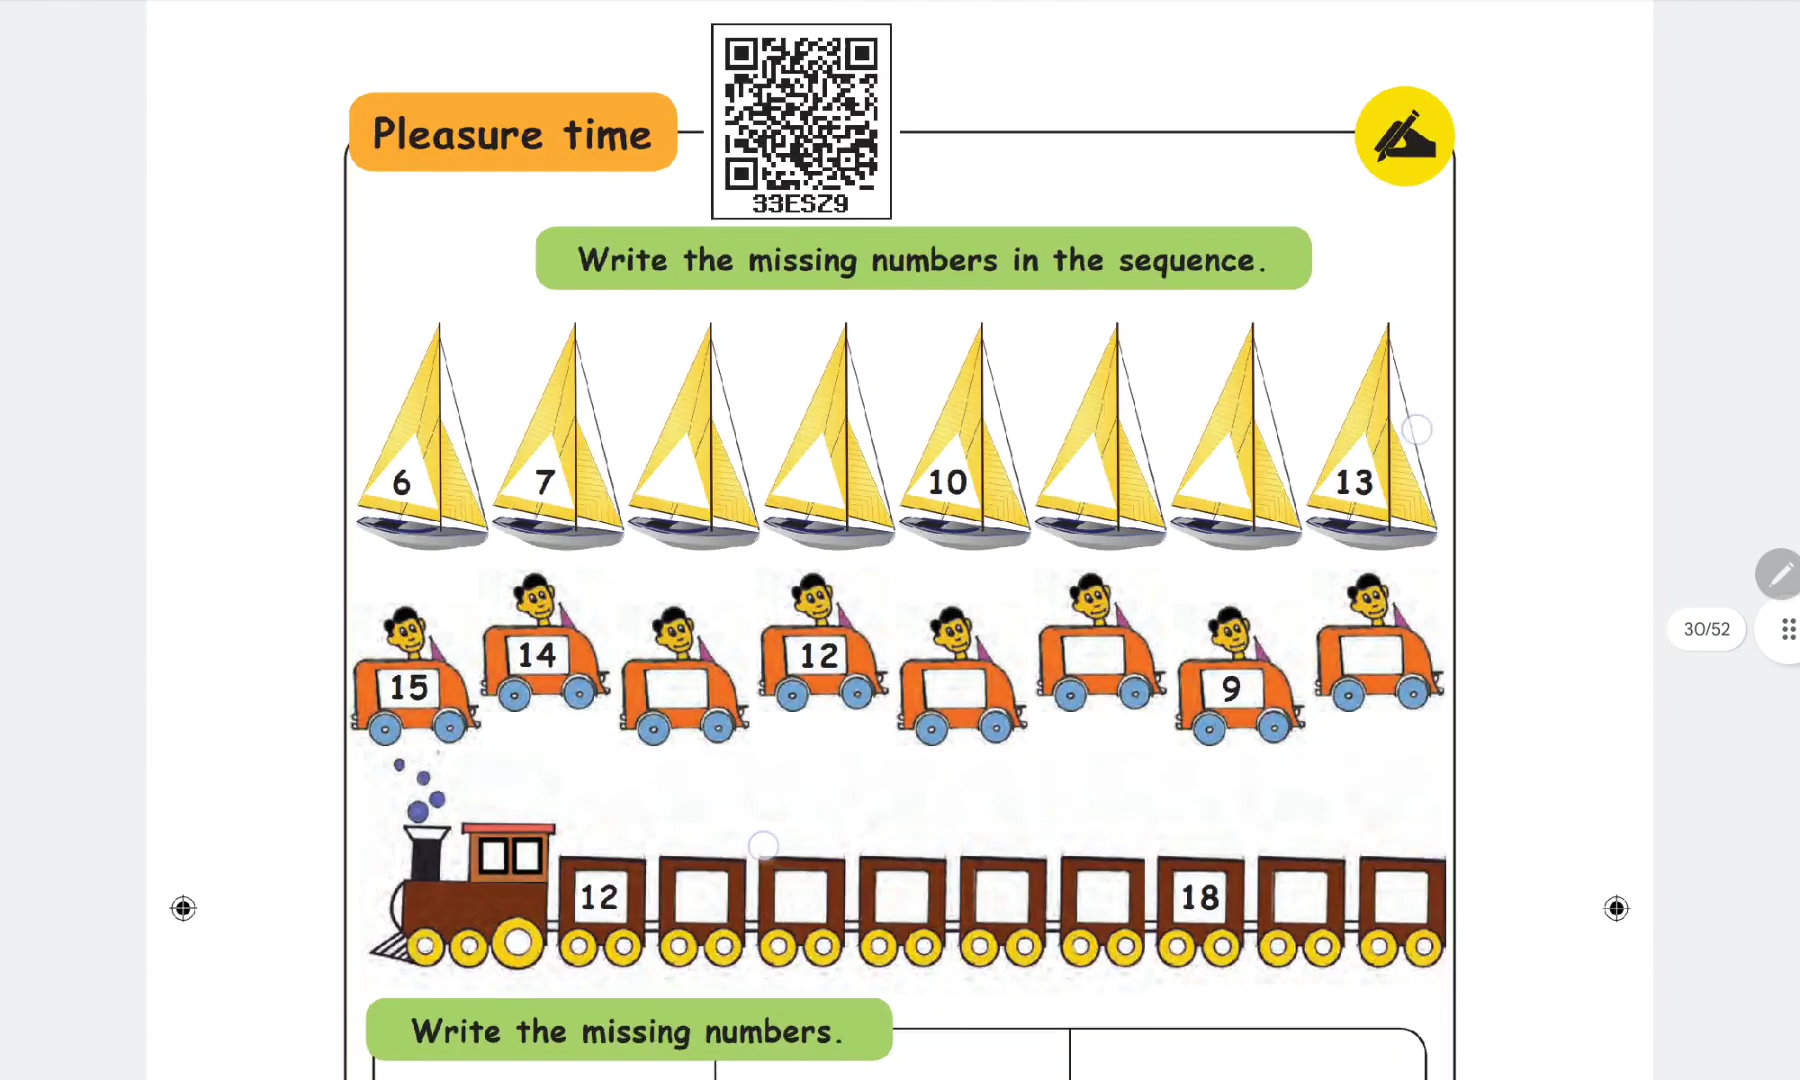 Pleasure time
33ESZ9
Write the missing numbers in the sequence.
6 7 10 13
15 14 12 9
12 18
30/52
Write the missing numbers.